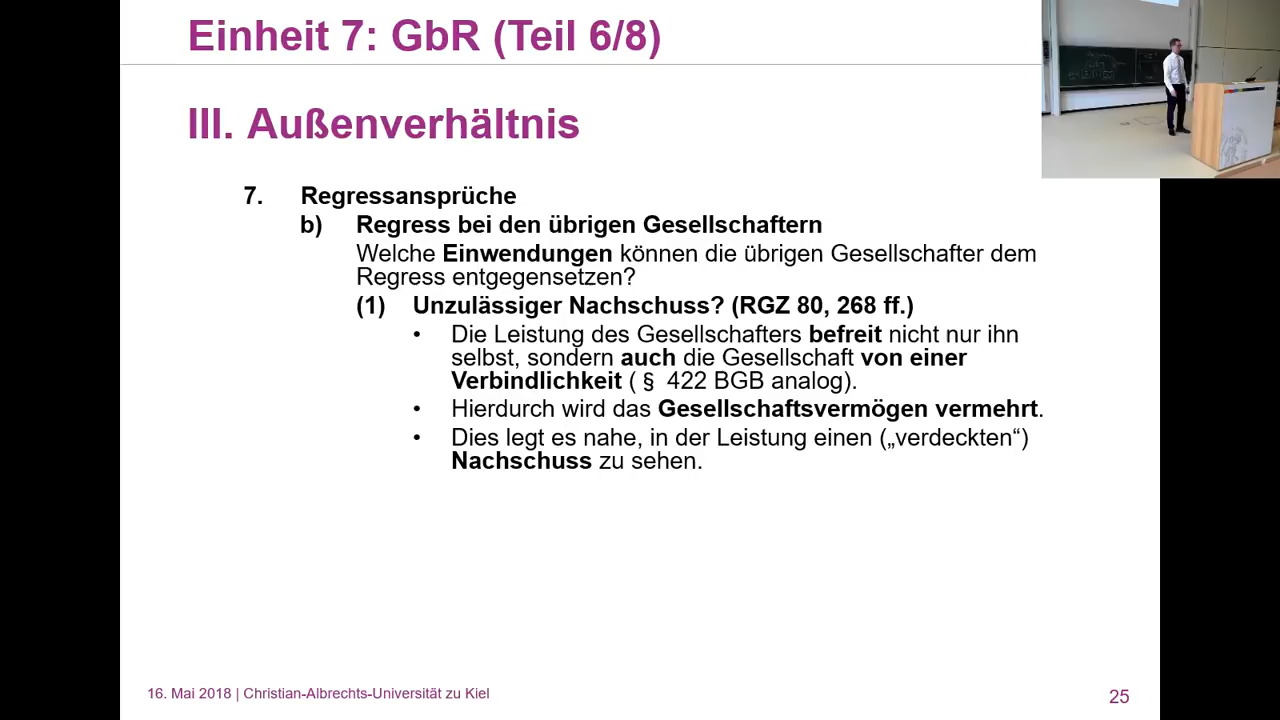 Einheit 7: GbR (Teil 6/8)
III. Außenverhältnis
7. Regressansprüche
b) Regress bei den übrigen Gesellschaftern
Welche Einwendungen können die übrigen Gesellschafter dem
Regress entgegensetzen?
(1) Unzulässiger Nachschuss? (RGZ 80, 268 ff.)
• Die Leistung des Gesellschafters befreit nicht nur ihn
selbst, sondern auch die Gesellschaft von einer
Verbindlichkeit ( § 422 BGB analog).
• Hierdurch wird das Gesellschaftsvermögen vermehrt.
• Dies legt es nahe, in der Leistung einen („verdeckten“)
Nachschuss zu sehen.
16. Mai 2018 | Christian-Albrechts-Universität zu Kiel
25